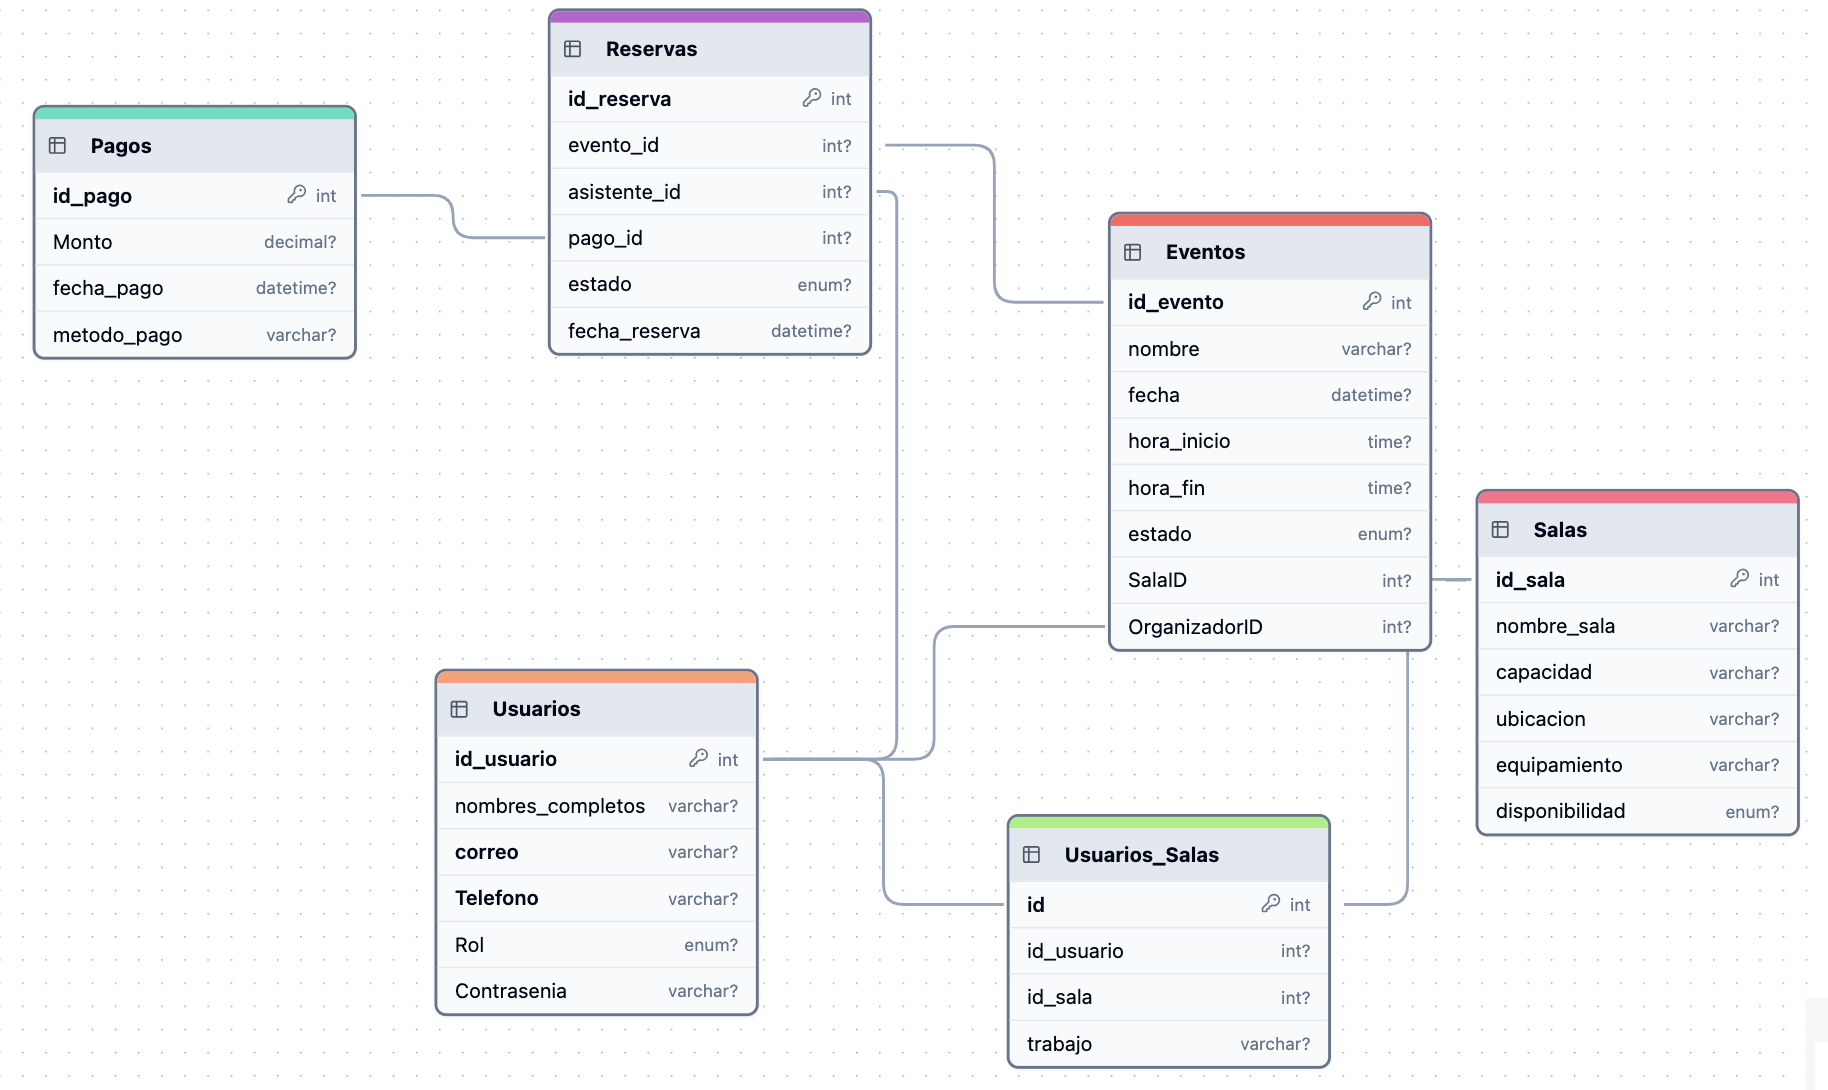 Reservas
id_reserva int
evento_id int?
asistente_id int?
pago_id int?
estado enum?
fecha_reserva datetime?
Pagos
id_pago int
Monto decimal?
fecha_pago datetime?
metodo_pago varchar?
Eventos
id_evento int
nombre varchar?
fecha datetime?
hora_inicio time?
hora_fin time?
estado enum?
SalaID int?
OrganizadorID int?
Salas
id_sala int
nombre_sala varchar?
capacidad varchar?
ubicacion varchar?
equipamiento varchar?
disponibilidad enum?
Usuarios
id_usuario int
nombres_completos varchar?
correo varchar?
Telefono varchar?
Rol enum?
Contrasenia varchar?
Usuarios_Salas
id int
id_usuario int?
id_sala int?
trabajo varchar?